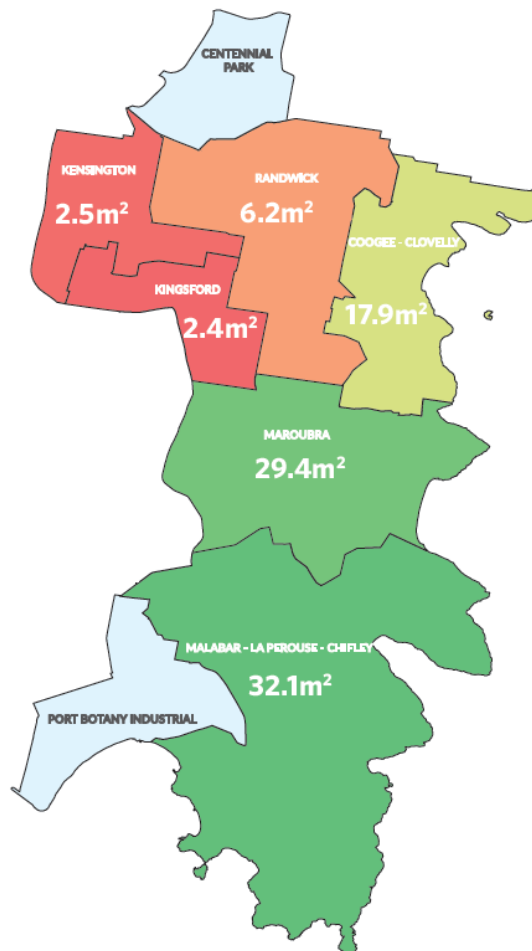 CENTENNIAL
PARK
KENSINGTON
2.5m²
RANDWICK
6.2m²
COOGEE - CLOVELLY
17.9m²
KINGSFORD
2.4m²
MAROUBRA
29.4m²
MALABAR - LA PEROUSE - CHIFLEY
32.1m²
PORT BOTANY INDUSTRIAL